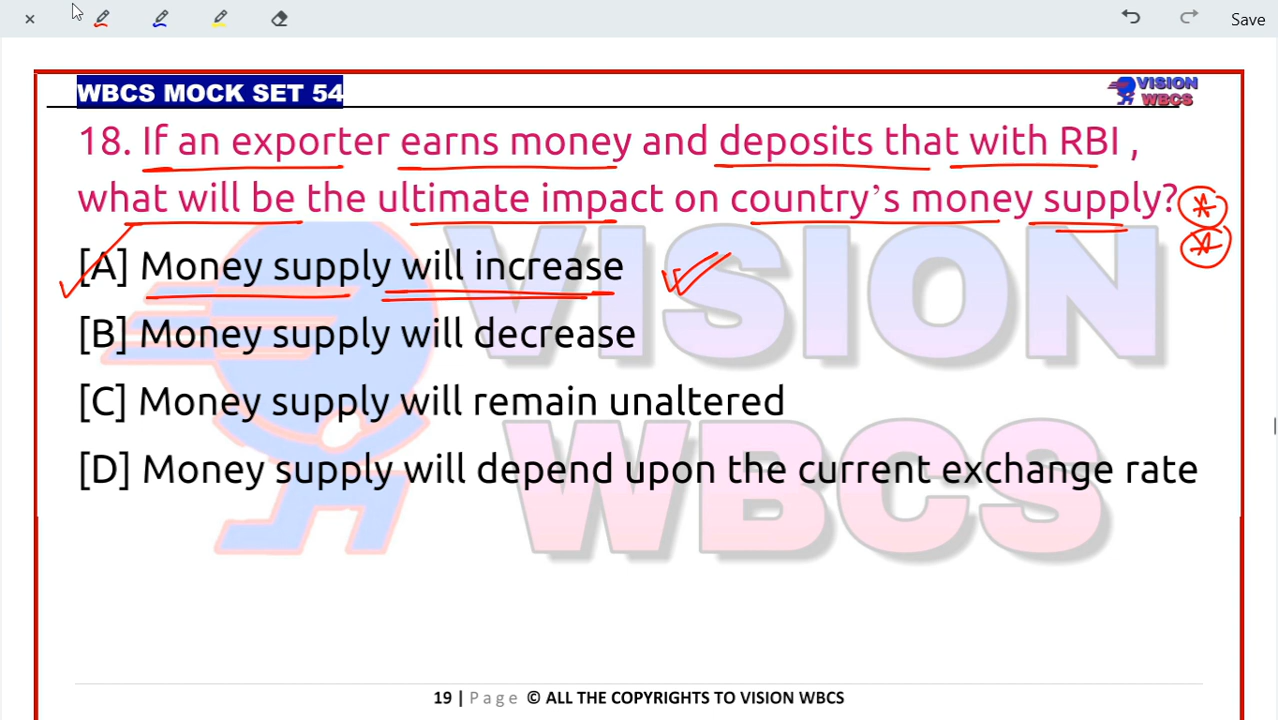 Save
WBCS MOCK SET 54
VISION
WBCS
18. If an exporter earns money and deposits that with RBI ,
what will be the ultimate impact on country’s money supply?
[A] Money supply will increase
[B] Money supply will decrease
[C] Money supply will remain unaltered
[D] Money supply will depend upon the current exchange rate
VISION
WBCS
19 | Page © ALL THE COPYRIGHTS TO VISION WBCS